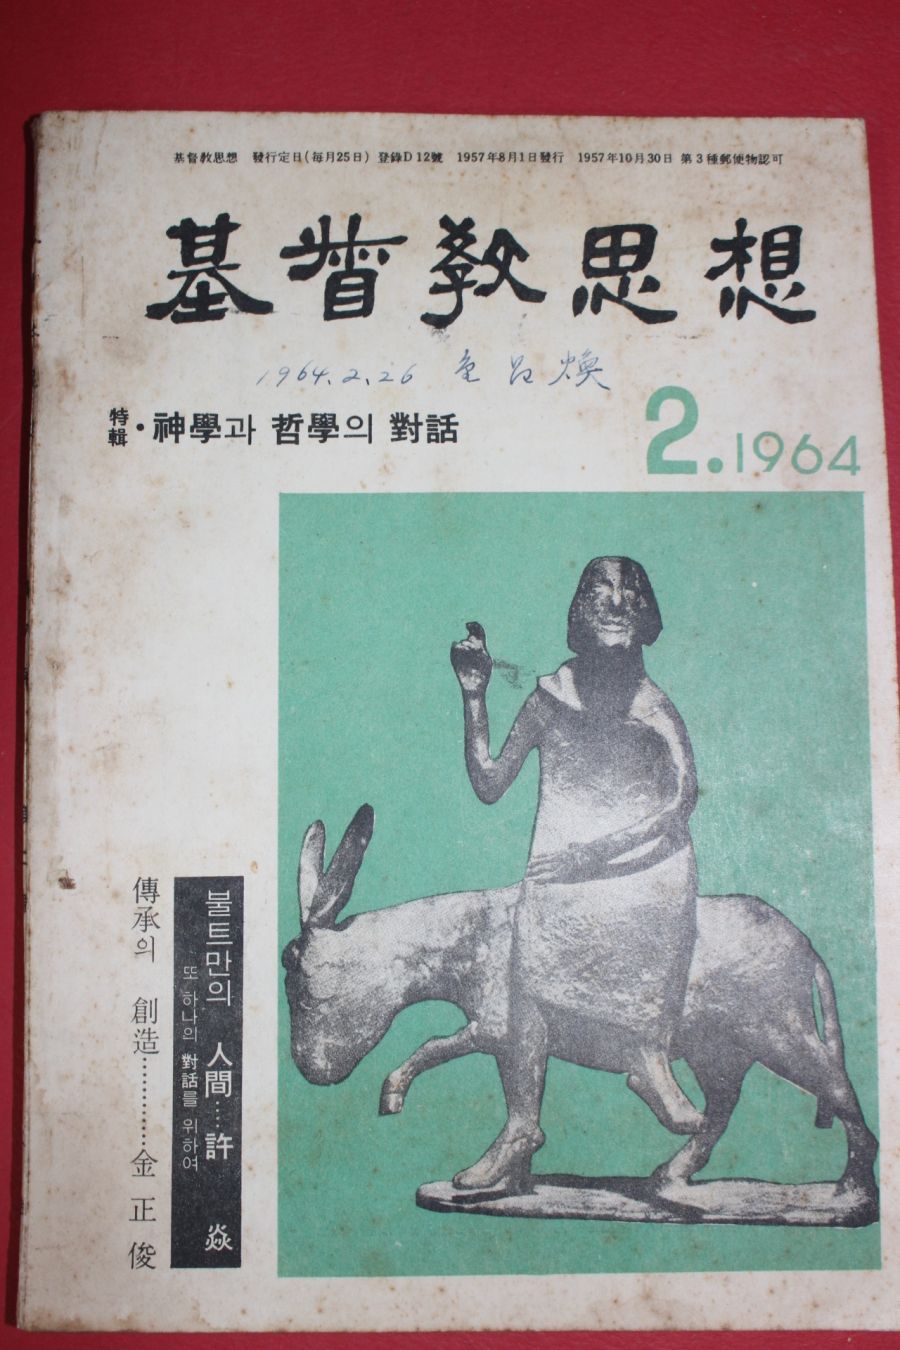 基督教思想 發行定日(每月25日) 登錄D12號 1957年8月1日發行 1957年10月30日 第3種郵便物認可
基督教思想
1964.2.26 金 煥
特輯・神學과 哲學의 對話
2.1964
불트만의 人間……許 焱
또 하나의 對話를 위하여
傳承의 創造…………金正俊